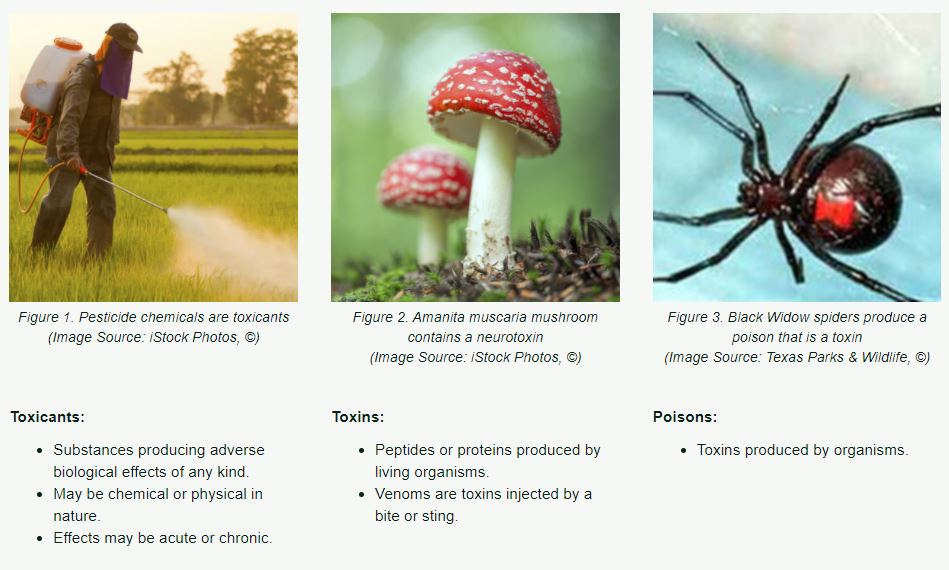 Figure 1. Pesticide chemicals are toxicants
(Image Source: iStock Photos, ©)
Figure 2. Amanita muscaria mushroom
contains a neurotoxin
(Image Source: iStock Photos, ©)
Figure 3. Black Widow spiders produce a
poison that is a toxin
(Image Source: Texas Parks & Wildlife, ©)
Toxicants:
• Substances producing adverse
biological effects of any kind.
• May be chemical or physical in
nature.
• Effects may be acute or chronic.
Toxins:
• Peptides or proteins produced by
living organisms.
• Venoms are toxins injected by a
bite or sting.
Poisons:
• Toxins produced by organisms.